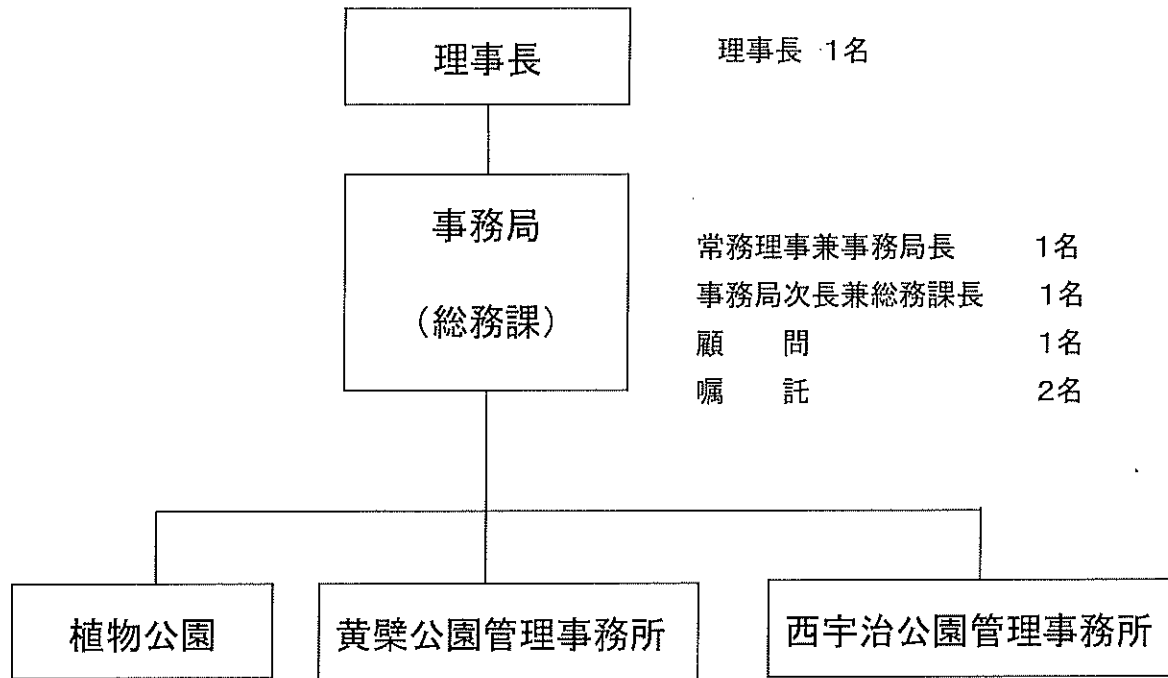 理事長
理事長 1名
事務局
(総務課)
常務理事兼事務局長 1名
事務局次長兼総務課長 1名
顧 問 1名
嘱 託 2名
植物公園
黄檗公園管理事務所
西宇治公園管理事務所